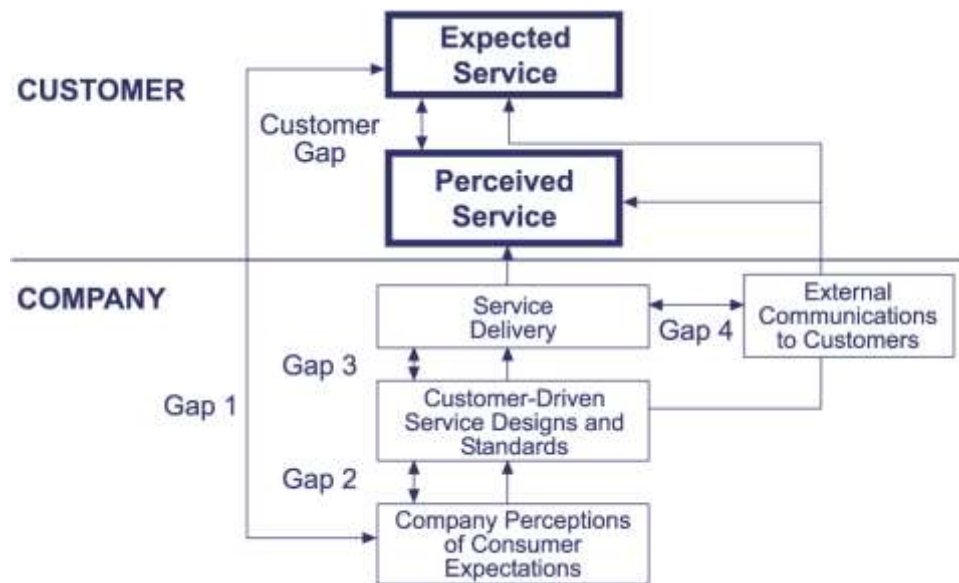 Expected
Service
CUSTOMER
Customer
Gap
Perceived
Service
COMPANY
Service
Delivery
External
Communications
to Customers
Gap 4
Gap 3
Customer-Driven
Service Designs and
Standards
Gap 1
Gap 2
Company Perceptions
of Consumer
Expectations